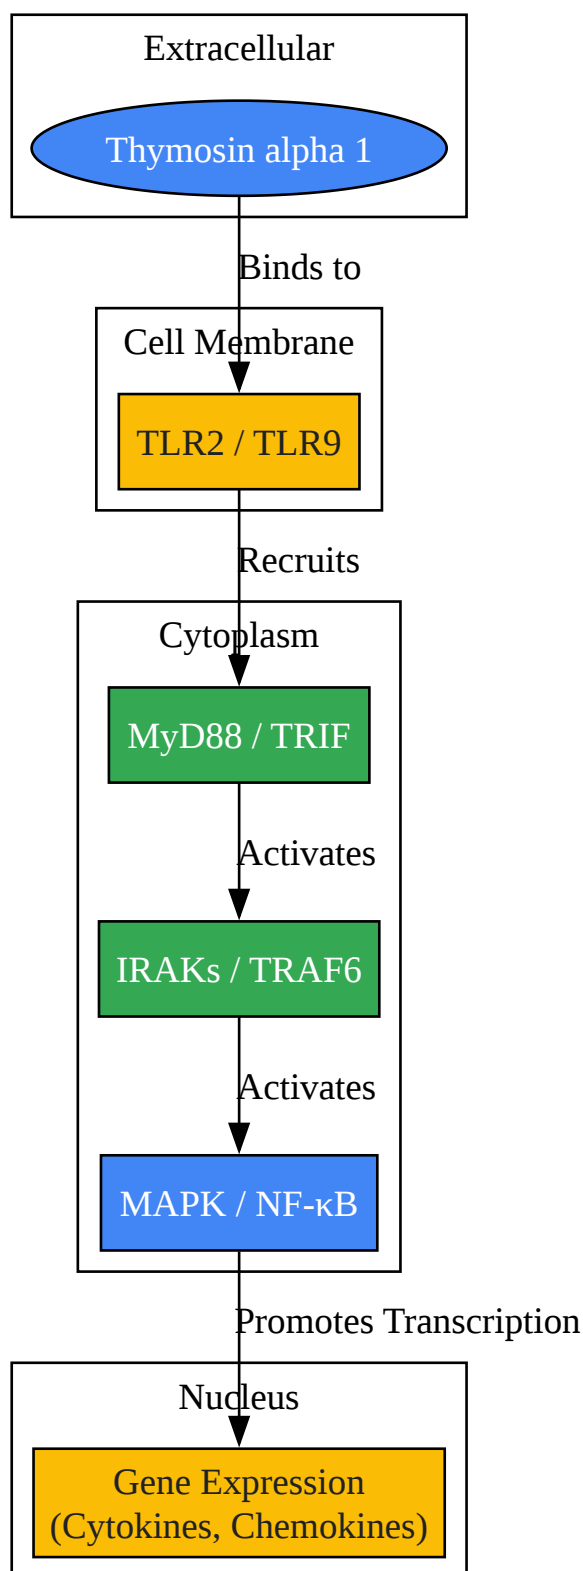 Extracellular
Thymosin alpha 1
Binds to
Cell Membrane
TLR2 / TLR9
Recruits
Cytoplasm
MyD88 / TRIF
Activates
IRAKs / TRAF6
Activates
MAPK / NF-κB
Promotes Transcription
Nucleus
Gene Expression
(Cytokines, Chemokines)